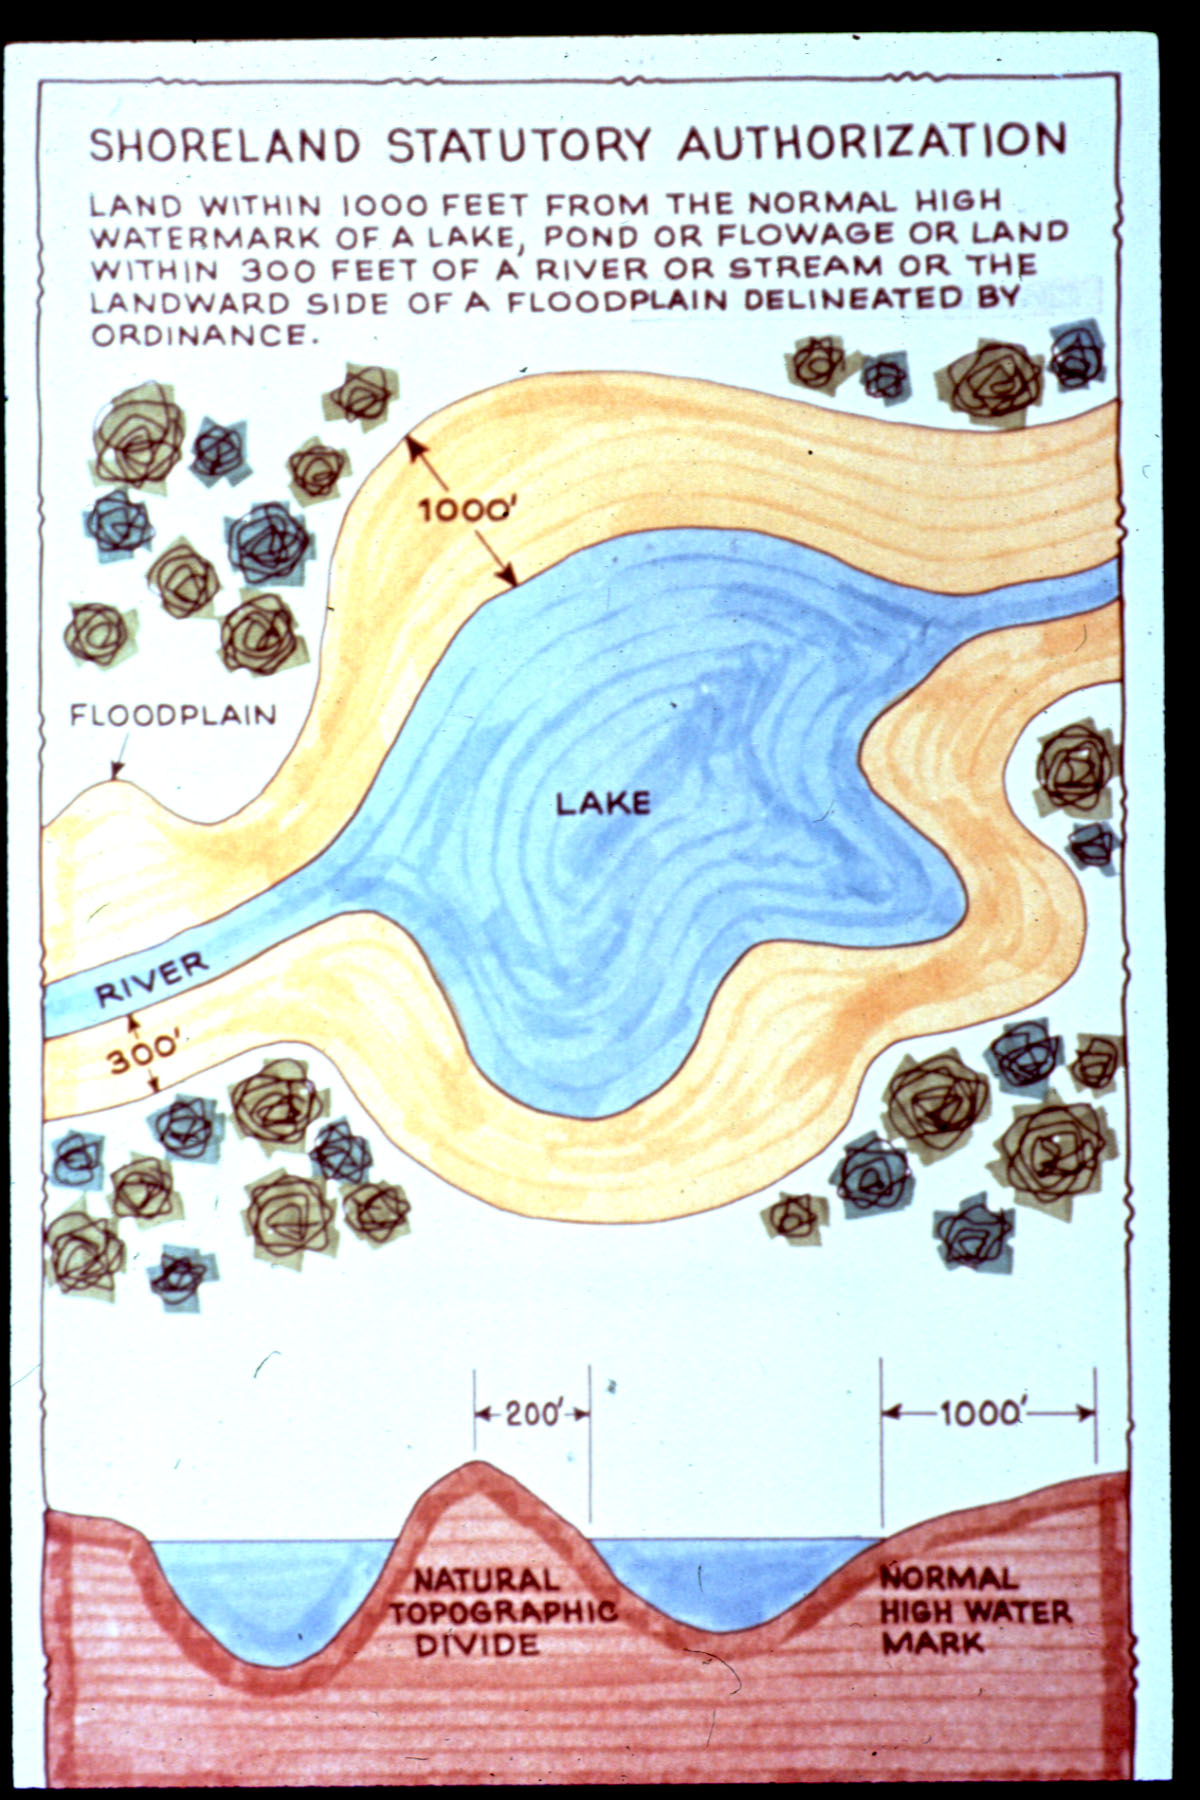 SHORELAND STATUTORY AUTHORIZATION
LAND WITHIN 1000 FEET FROM THE NORMAL HIGH
WATERMARK OF A LAKE, POND OR FLOWAGE OR LAND
WITHIN 300 FEET OF A RIVER OR STREAM OR THE
LANDWARD SIDE OF A FLOODPLAIN DELINEATED BY
ORDINANCE.
1000'
FLOODPLAIN
LAKE
RIVER
300'
200'
1000'
NATURAL
TOPOGRAPHIC
DIVIDE
NORMAL
HIGH WATER
MARK